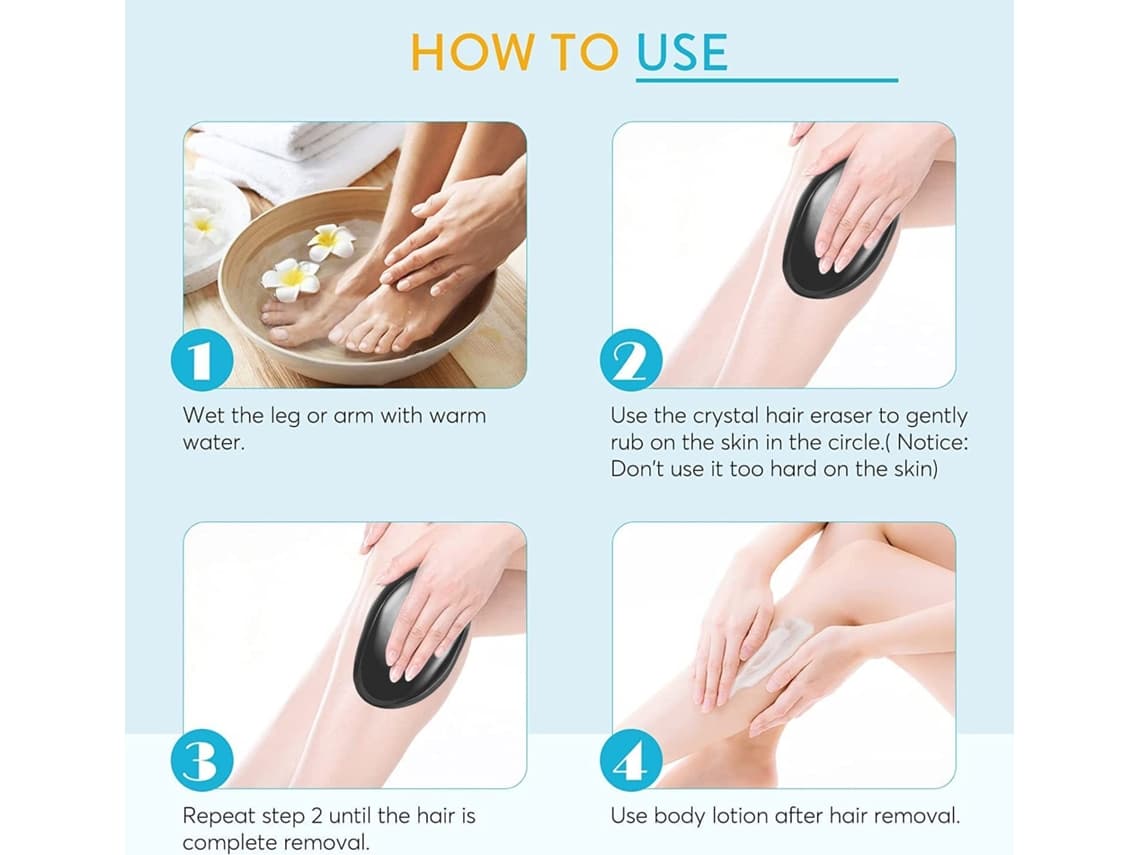 HOW TO USE
1
Wet the leg or arm with warm
water.
2
Use the crystal hair eraser to gently
rub on the skin in the circle.( Notice:
Don't use it too hard on the skin)
3
Repeat step 2 until the hair is
complete removal.
4
Use body lotion after hair removal.